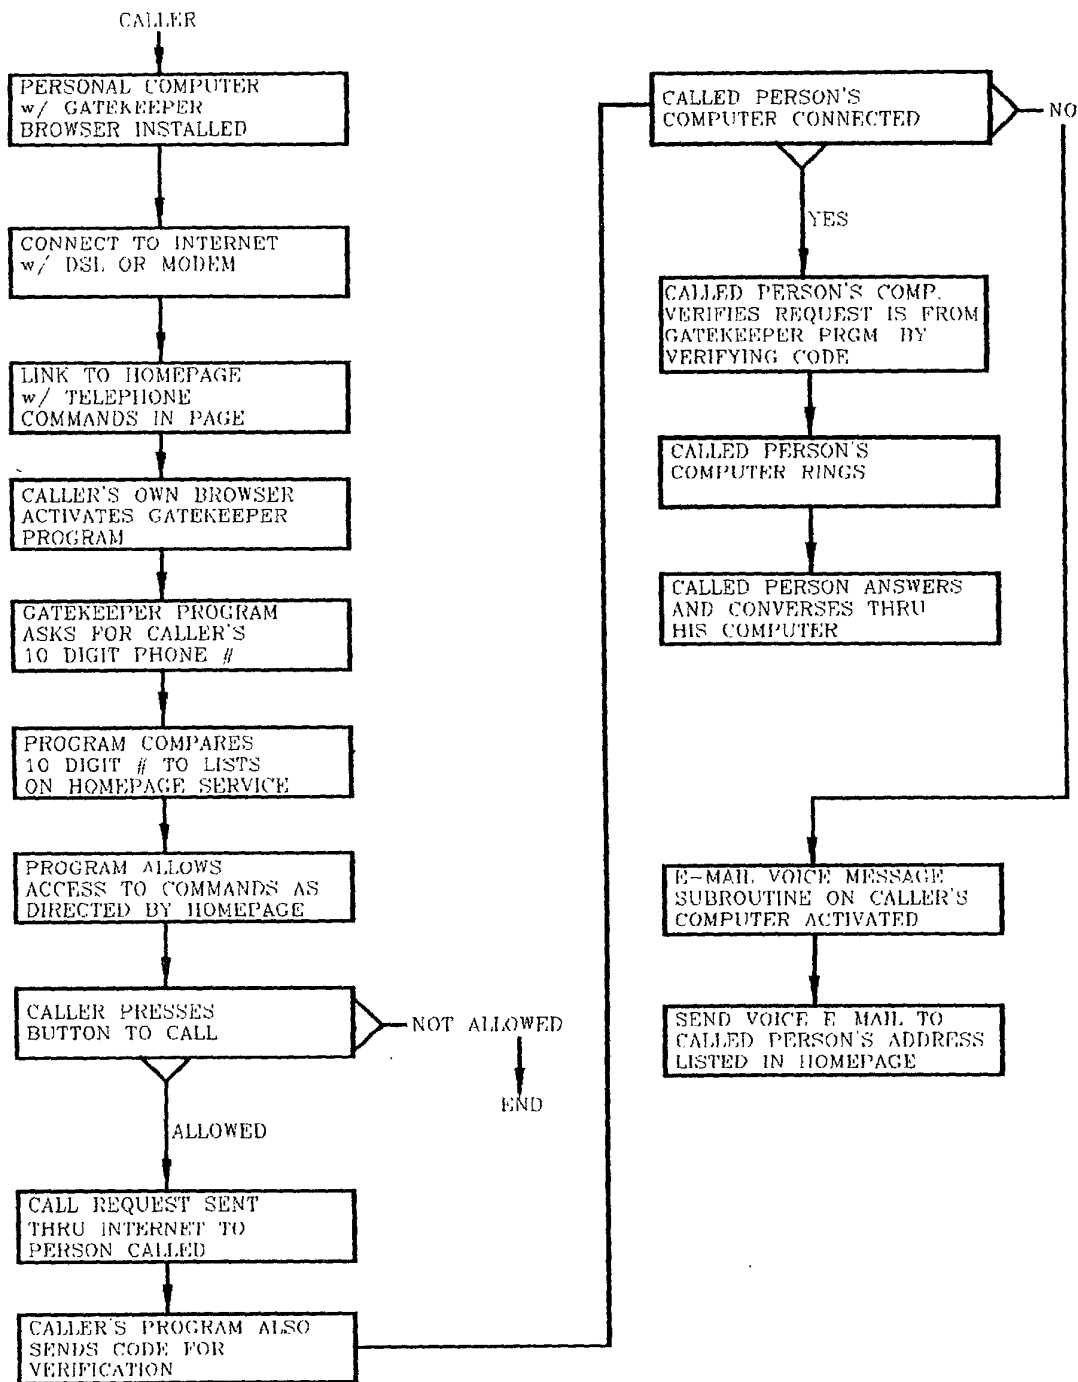 CALLER
PERSONAL COMPUTER
w/ GATEKEEPER
BROWSER INSTALLED
CONNECT TO INTERNET
w/ DSL OR MODEM
LINK TO HOMEPAGE
w/ TELEPHONE
COMMANDS IN PAGE
CALLER'S OWN BROWSER
ACTIVATES GATEKEEPER
PROGRAM
GATEKEEPER PROGRAM
ASKS FOR CALLER'S
10 DIGIT PHONE #
PROGRAM COMPARES
10 DIGIT # TO LISTS
ON HOMEPAGE SERVICE
PROGRAM ALLOWS
ACCESS TO COMMANDS AS
DIRECTED BY HOMEPAGE
CALLER PRESSES
BUTTON TO CALL
NOT ALLOWED
END
ALLOWED
CALL REQUEST SENT
THRU INTERNET TO
PERSON CALLED
CALLER'S PROGRAM ALSO
SENDS CODE FOR
VERIFICATION
CALLED PERSON'S
COMPUTER CONNECTED
NO
YES
CALLED PERSON'S COMP.
VERIFIES REQUEST IS FROM
GATEKEEPER PRGM BY
VERIFYING CODE
CALLED PERSON'S
COMPUTER RINGS
CALLED PERSON ANSWERS
AND CONVERSES THRU
HIS COMPUTER
E-MAIL VOICE MESSAGE
SUBROUTINE ON CALLER'S
COMPUTER ACTIVATED
SEND VOICE E MAIL TO
CALLED PERSON'S ADDRESS
LISTED IN HOMEPAGE